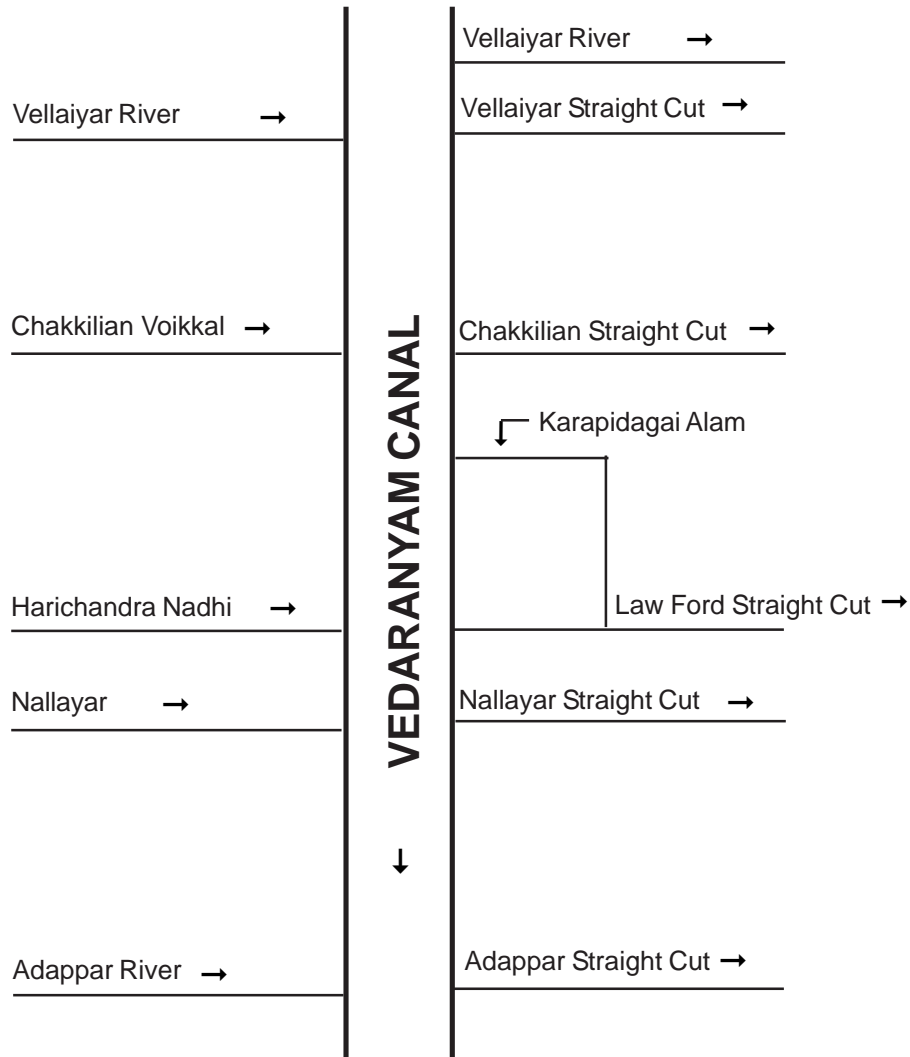 Vellaiyar River
Vellaiyar Straight Cut
Vellaiyar River
Chakkilian Voikkal
Chakkilian Straight Cut
Karapidagai Alam
VEDARANYAM CANAL
Harichandra Nadhi
Law Ford Straight Cut
Nallayar
Nallayar Straight Cut
Adappar River
Adappar Straight Cut